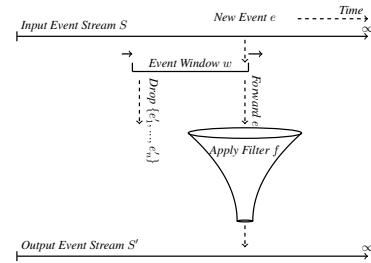 New Event e
Time
Input Event Stream S
∝
Event Window w
Drop {e′₁, ..., e′ₙ}
Forward e
Apply Filter f
Output Event Stream S′
∝